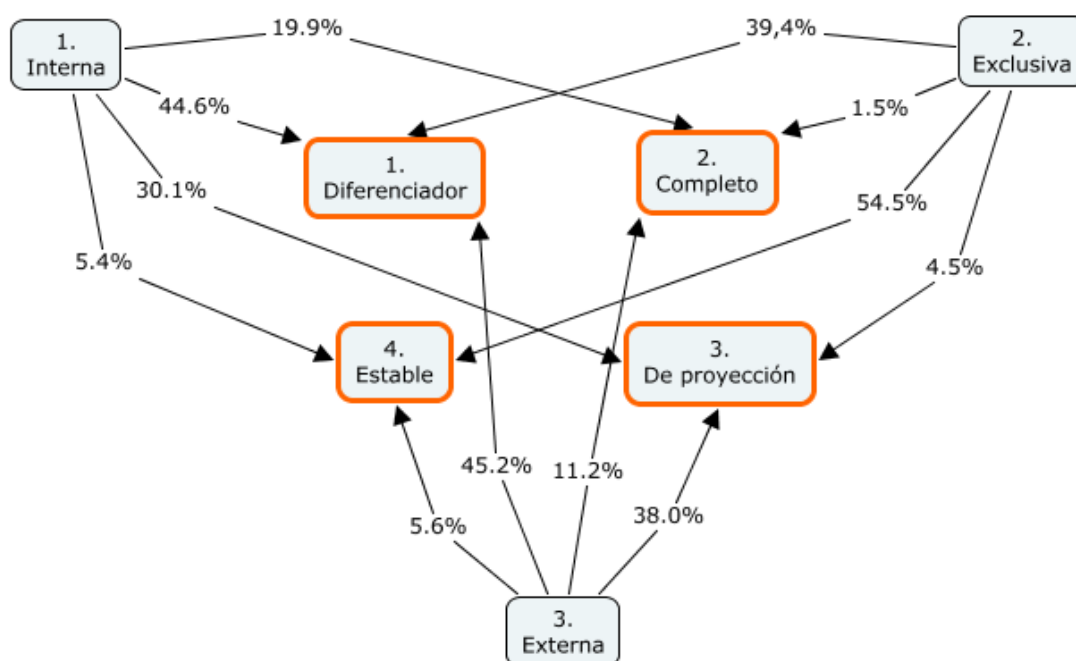 1.
Interna
19.9%
39,4%
2.
Exclusiva
44.6%
1.5%
1.
Diferenciador
2.
Completo
30.1%
54.5%
5.4%
4.5%
4.
Estable
3.
De proyección
45.2%
11.2%
5.6%
38.0%
3.
Externa